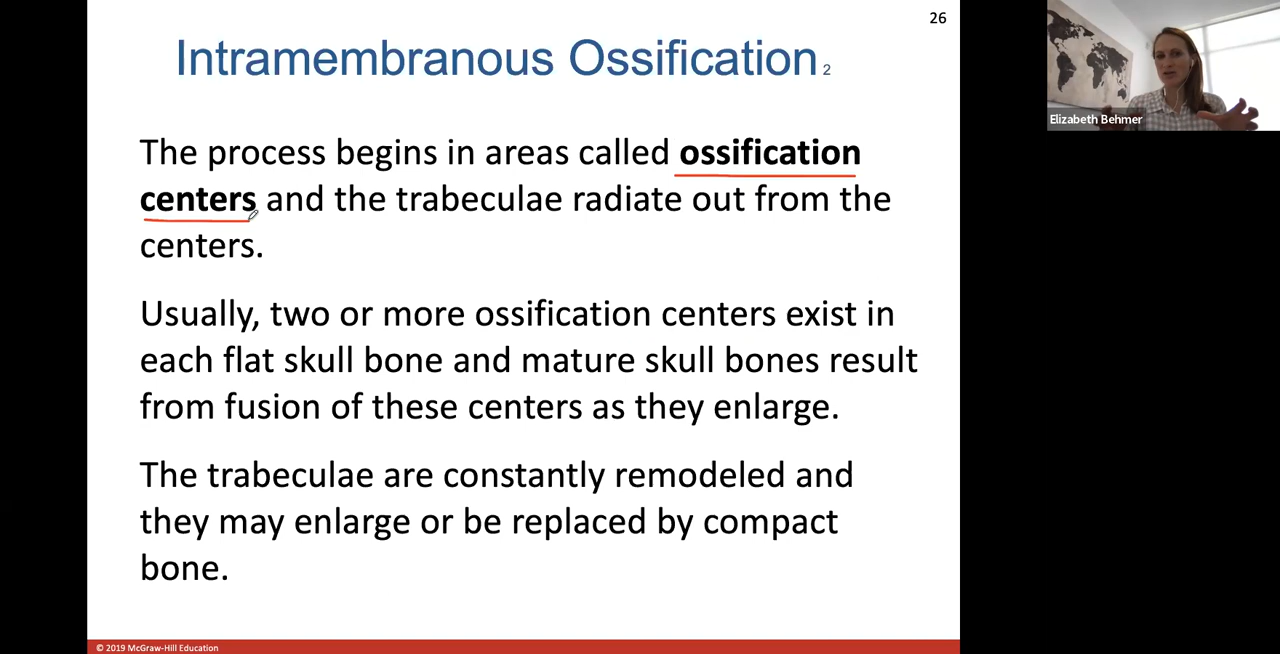 26
Intramembranous Ossification 2
The process begins in areas called ossification
centers and the trabeculae radiate out from the
centers.
Usually, two or more ossification centers exist in
each flat skull bone and mature skull bones result
from fusion of these centers as they enlarge.
The trabeculae are constantly remodeled and
they may enlarge or be replaced by compact
bone.
© 2019 McGraw-Hill Education
Elizabeth Behmer